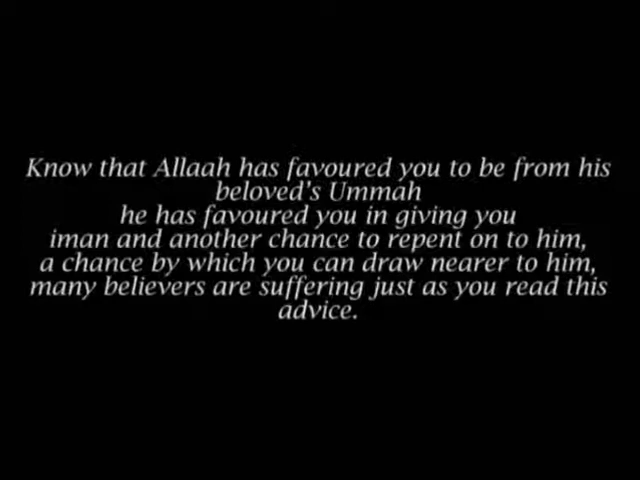 Know that Allaah has favoured you to be from his
beloved's Ummah
he has favoured you in giving you
iman and another chance to repent on to him,
a chance by which you can draw nearer to him,
many believers are suffering just as you read this
advice.